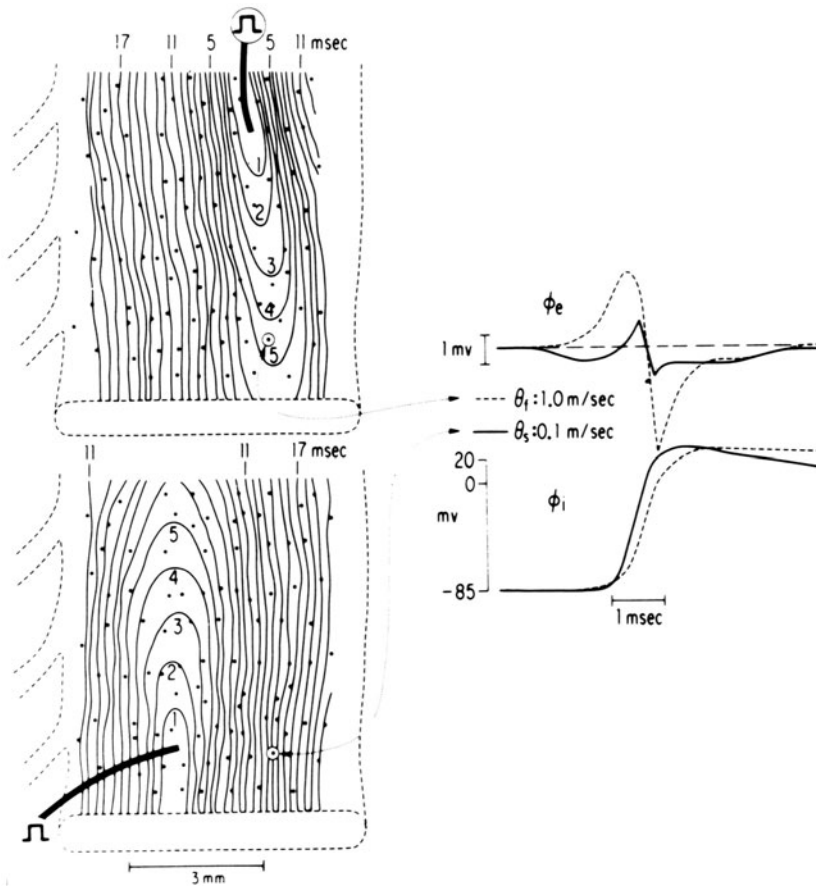 17 11 5 5 11 msec
1
2
3
4
5
11 11 17 msec
5
4
3
2
1
3 mm
ϕe
1 mv
θf : 1.0 m/sec
θs : 0.1 m/sec
20
0
mv
ϕi
-85
1 msec